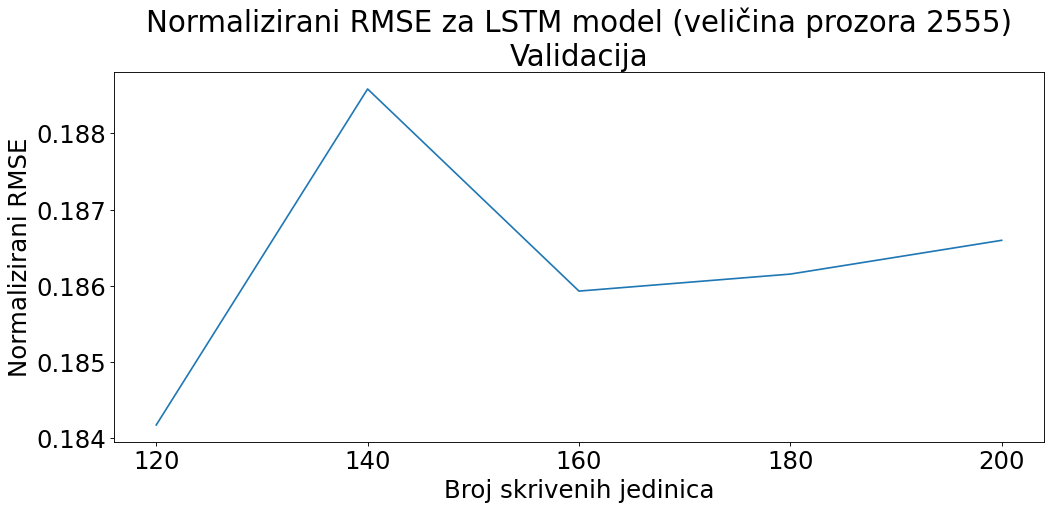 Normalizirani RMSE za LSTM model (veličina prozora 2555)
Validacija
Normalizirani RMSE
0.188
0.187
0.186
0.185
0.184
120 140 160 180 200
Broj skrivenih jedinica